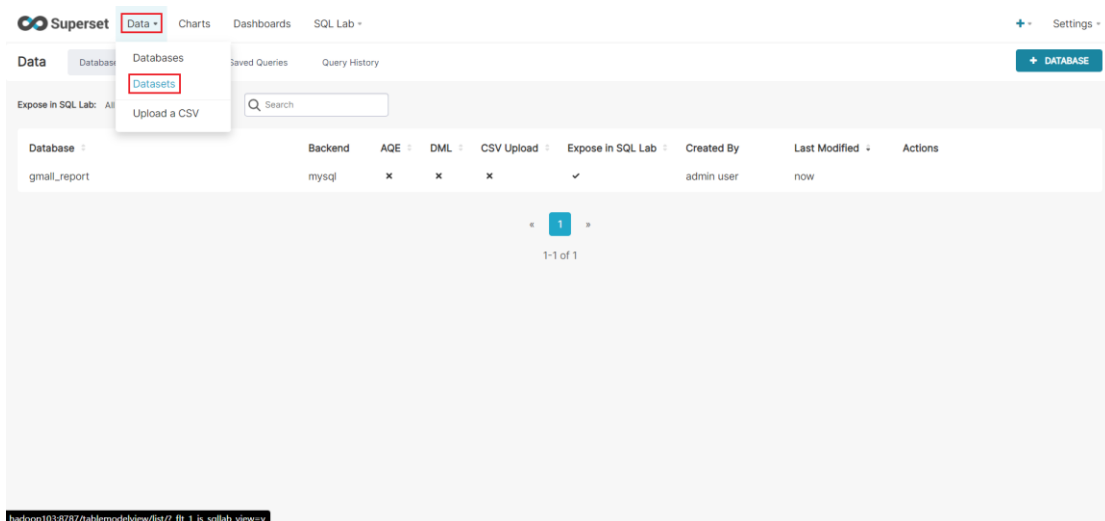 Superset Data Charts Dashboards SQL Lab Settings
Data Databas Saved Queries Query History + DATABASE
Databases
Datasets
Upload a CSV
Expose in SQL Lab: All Search
Database Backend AQE DML CSV Upload Expose in SQL Lab Created By Last Modified Actions
gmall_report mysql admin user now
« 1 »
1-1 of 1
hadoop103:8787/tablemodelview/list/?_flt_1_is_sqllab_view=y